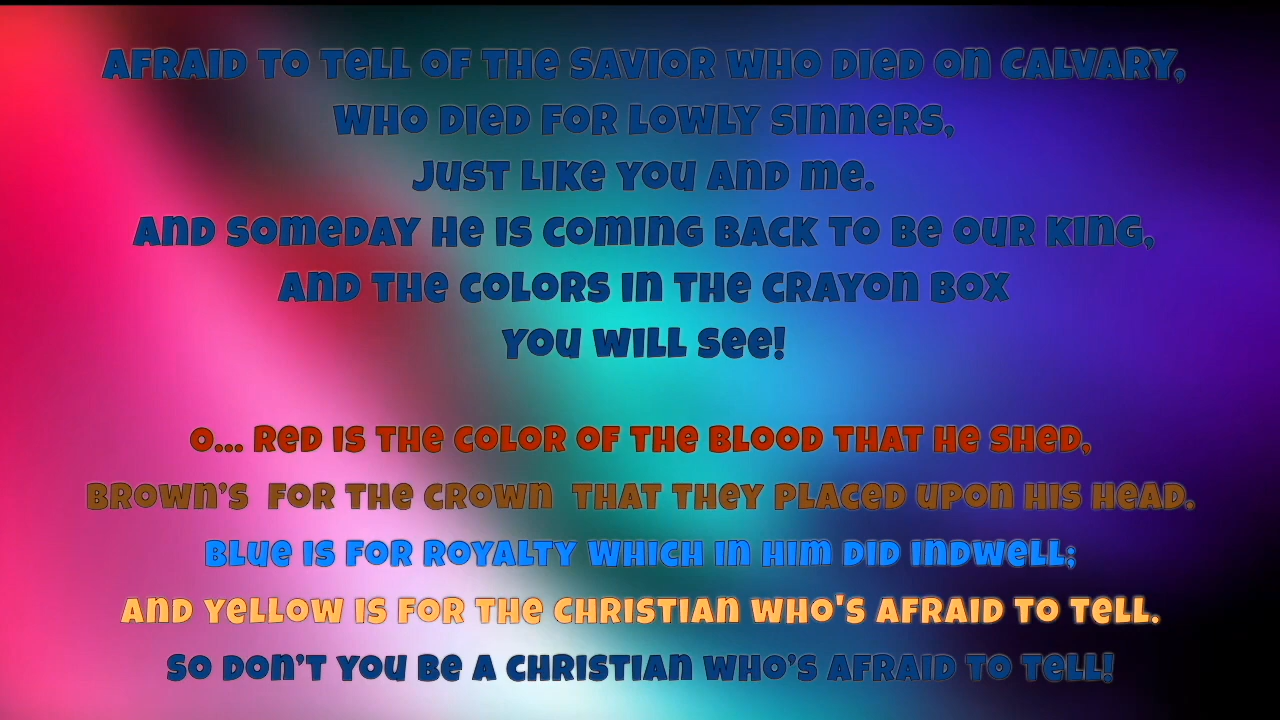 AFRAID TO TELL OF THE SAVIOR WHO DIED ON CALVARY,
WHO DIED FOR LOWLY SINNERS,
JUST LIKE YOU AND ME.
AND SOMEDAY HE IS COMING BACK TO BE OUR KING,
AND THE COLORS IN THE CRAYON BOX
YOU WILL SEE!
O... RED IS THE COLOR OF THE BLOOD THAT HE SHED,
BROWN’S FOR THE CROWN THAT THEY PLACED UPON HIS HEAD.
BLUE IS FOR ROYALTY WHICH IN HIM DID INDWELL;
AND YELLOW IS FOR THE CHRISTIAN WHO'S AFRAID TO TELL.
SO DON’T YOU BE A CHRISTIAN WHO’S AFRAID TO TELL!